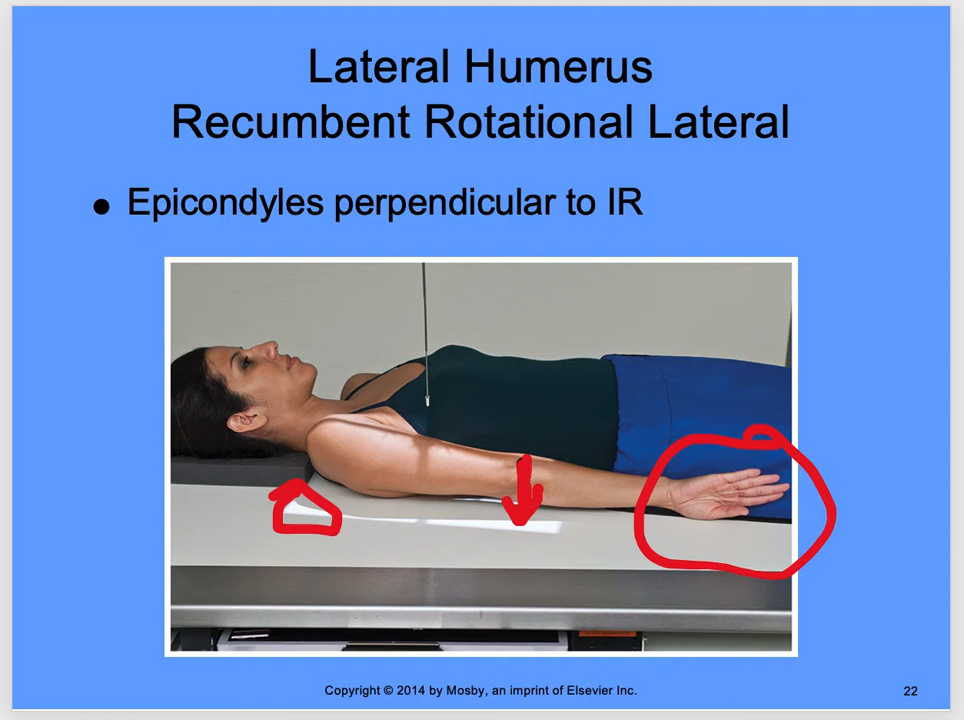 Lateral Humerus
Recumbent Rotational Lateral
● Epicondyles perpendicular to IR
Copyright © 2014 by Mosby, an imprint of Elsevier Inc.
22